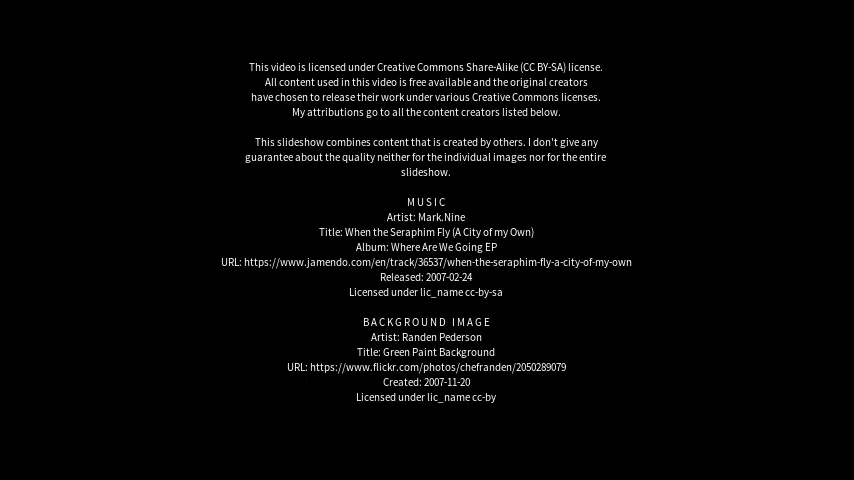 This video is licensed under Creative Commons Share-Alike (CC BY-SA) license.
All content used in this video is free available and the original creators
have chosen to release their work under various Creative Commons licenses.
My attributions go to all the content creators listed below.
This slideshow combines content that is created by others. I don't give any
guarantee about the quality neither for the individual images nor for the entire
slideshow.
MUSIC
Artist: Mark.Nine
Title: When the Seraphim Fly (A City of my Own)
Album: Where Are We Going EP
URL: https://www.jamendo.com/en/track/36537/when-the-seraphim-fly-a-city-of-my-own
Released: 2007-02-24
Licensed under lic_name cc-by-sa
BACKGROUND IMAGE
Artist: Randen Pederson
Title: Green Paint Background
URL: https://www.flickr.com/photos/chefranden/2050289079
Created: 2007-11-20
Licensed under lic_name cc-by